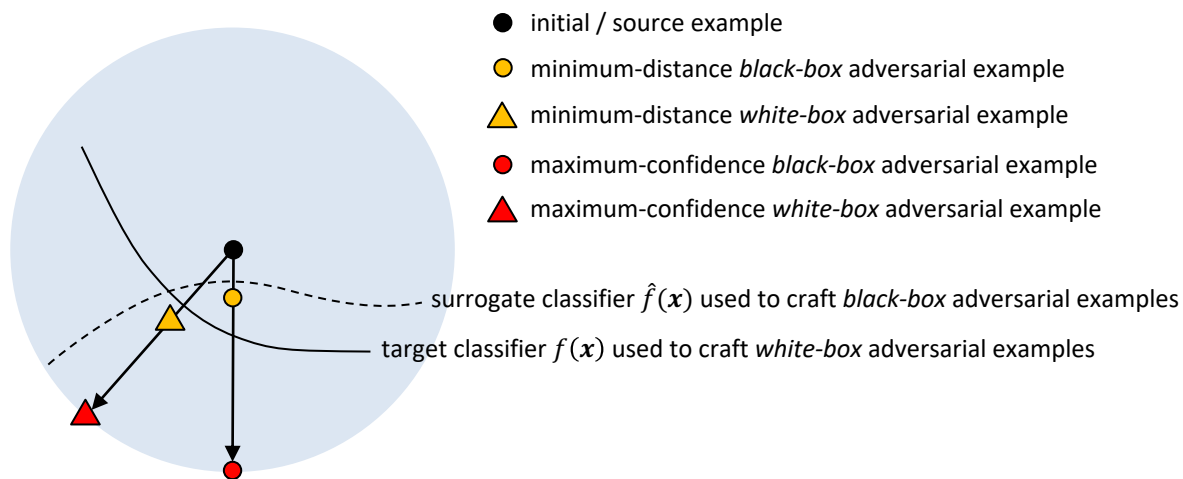 initial / source example
minimum-distance black-box adversarial example
minimum-distance white-box adversarial example
maximum-confidence black-box adversarial example
maximum-confidence white-box adversarial example
surrogate classifier f̂(𝒙) used to craft black-box adversarial examples
target classifier f(𝒙) used to craft white-box adversarial examples